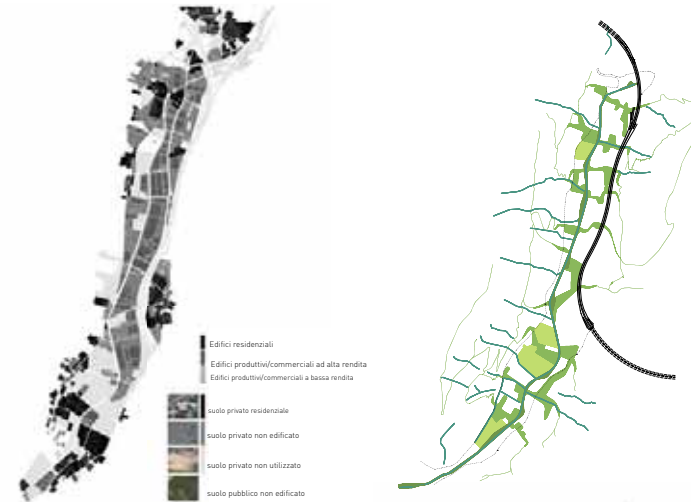 Edifici residenziali
Edifici produttivi/commerciali ad alta rendita
Edifici produttivi/commerciali a bassa rendita
suolo privato residenziale
suolo privato non edificato
suolo privato non utilizzato
suolo pubblico non edificato